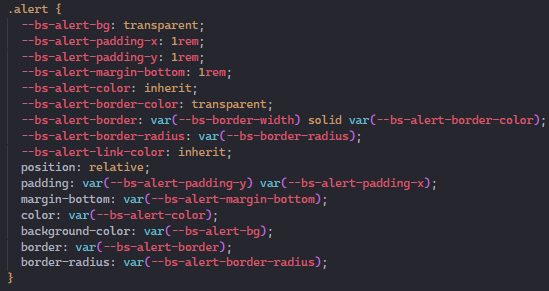 .alert {
--bs-alert-bg: transparent;
--bs-alert-padding-x: 1rem;
--bs-alert-padding-y: 1rem;
--bs-alert-margin-bottom: 1rem;
--bs-alert-color: inherit;
--bs-alert-border-color: transparent;
--bs-alert-border: var(--bs-border-width) solid var(--bs-alert-border-color);
--bs-alert-border-radius: var(--bs-border-radius);
--bs-alert-link-color: inherit;
position: relative;
padding: var(--bs-alert-padding-y) var(--bs-alert-padding-x);
margin-bottom: var(--bs-alert-margin-bottom);
color: var(--bs-alert-color);
background-color: var(--bs-alert-bg);
border: var(--bs-alert-border);
border-radius: var(--bs-alert-border-radius);
}